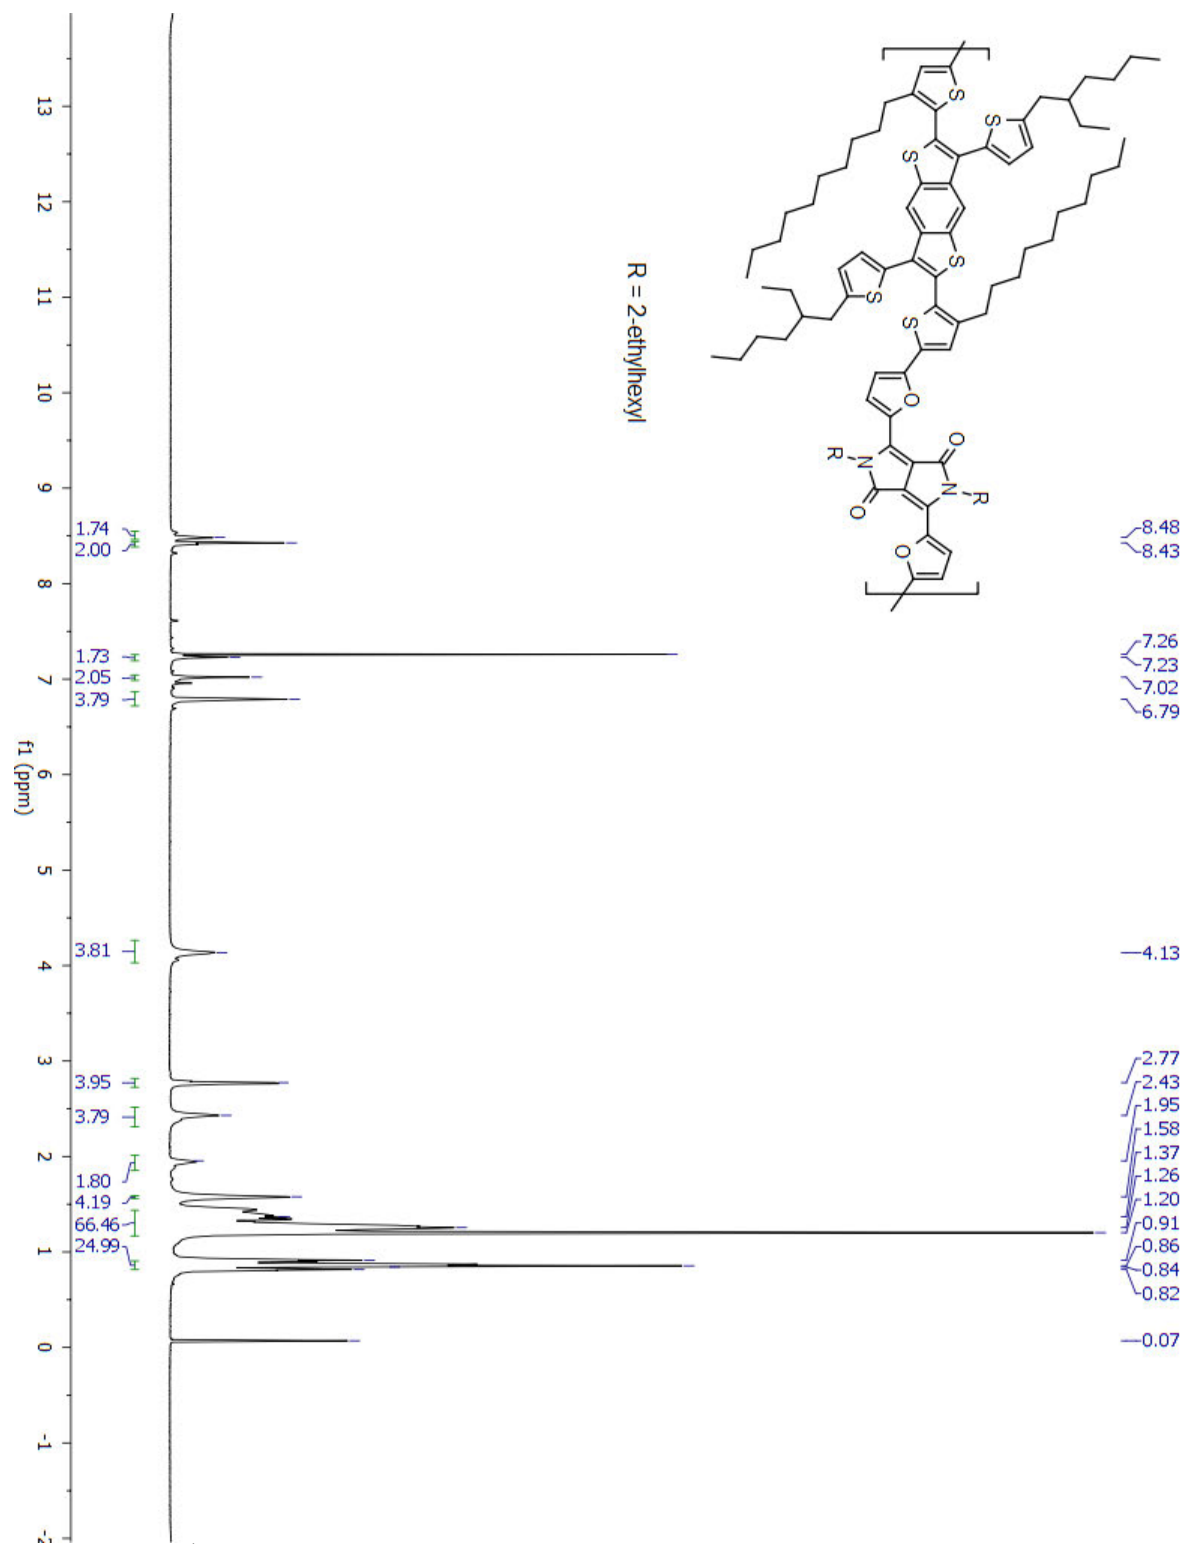 S
S
S
S
S
S
O
O
N
R
N
R
O
O
R = 2-ethylhexyl
8.48
8.43
7.26
7.23
7.02
6.79
4.13
2.77
2.43
1.95
1.58
1.37
1.26
1.20
0.91
0.86
0.84
0.82
0.07
1.74
2.00
1.73
2.05
3.79
3.81
3.95
3.79
1.80
4.19
66.46
24.99
13 12 11 10 9 8 7 6 5 4 3 2 1 0 -1 -2
f1 (ppm)